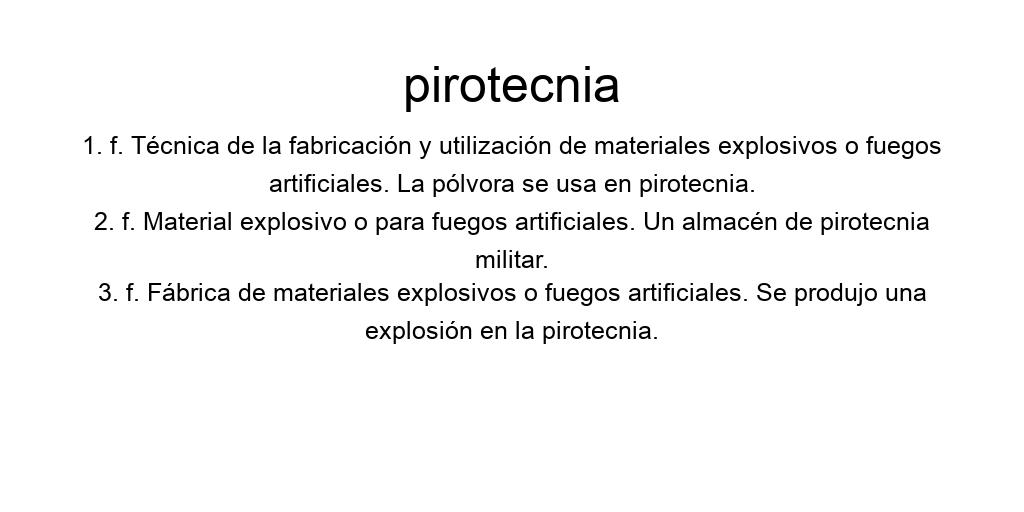 pirotecnia
1. f. Técnica de la fabricación y utilización de materiales explosivos o fuegos
artificiales. La pólvora se usa en pirotecnia.
2. f. Material explosivo o para fuegos artificiales. Un almacén de pirotecnia
militar.
3. f. Fábrica de materiales explosivos o fuegos artificiales. Se produjo una
explosión en la pirotecnia.